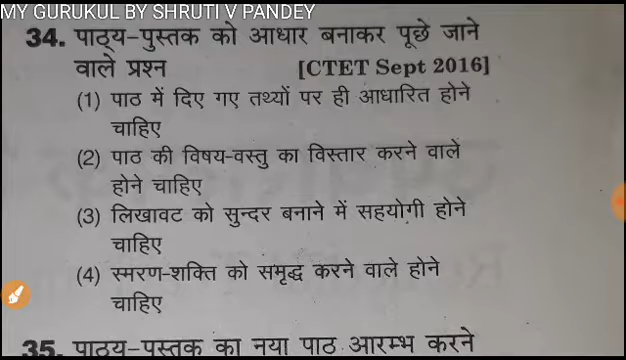 MY GURUKUL BY SHRUTI V PANDEY
34. पाठ्य-पुस्तक को आधार बनाकर पूछे जाने
वाले प्रश्न [CTET Sept 2016]
(1) पाठ में दिए गए तथ्यों पर ही आधारित होने
चाहिए
(2) पाठ की विषय-वस्तु का विस्तार करने वाले
होने चाहिए
(3) लिखावट को सुन्दर बनाने में सहयोगी होने
चाहिए
(4) स्मरण-शक्ति को समृद्ध करने वाले होने
चाहिए
35. पाठ्य-पुस्तक का नया पाठ आरम्भ करने